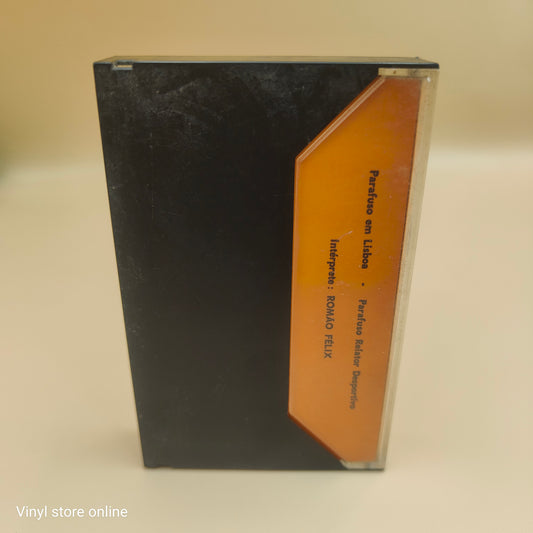 Parafuso em Lisboa - Parafuso Relator Desportivo
Intérprete: ROMÃO FÉLIX
Vinyl store online